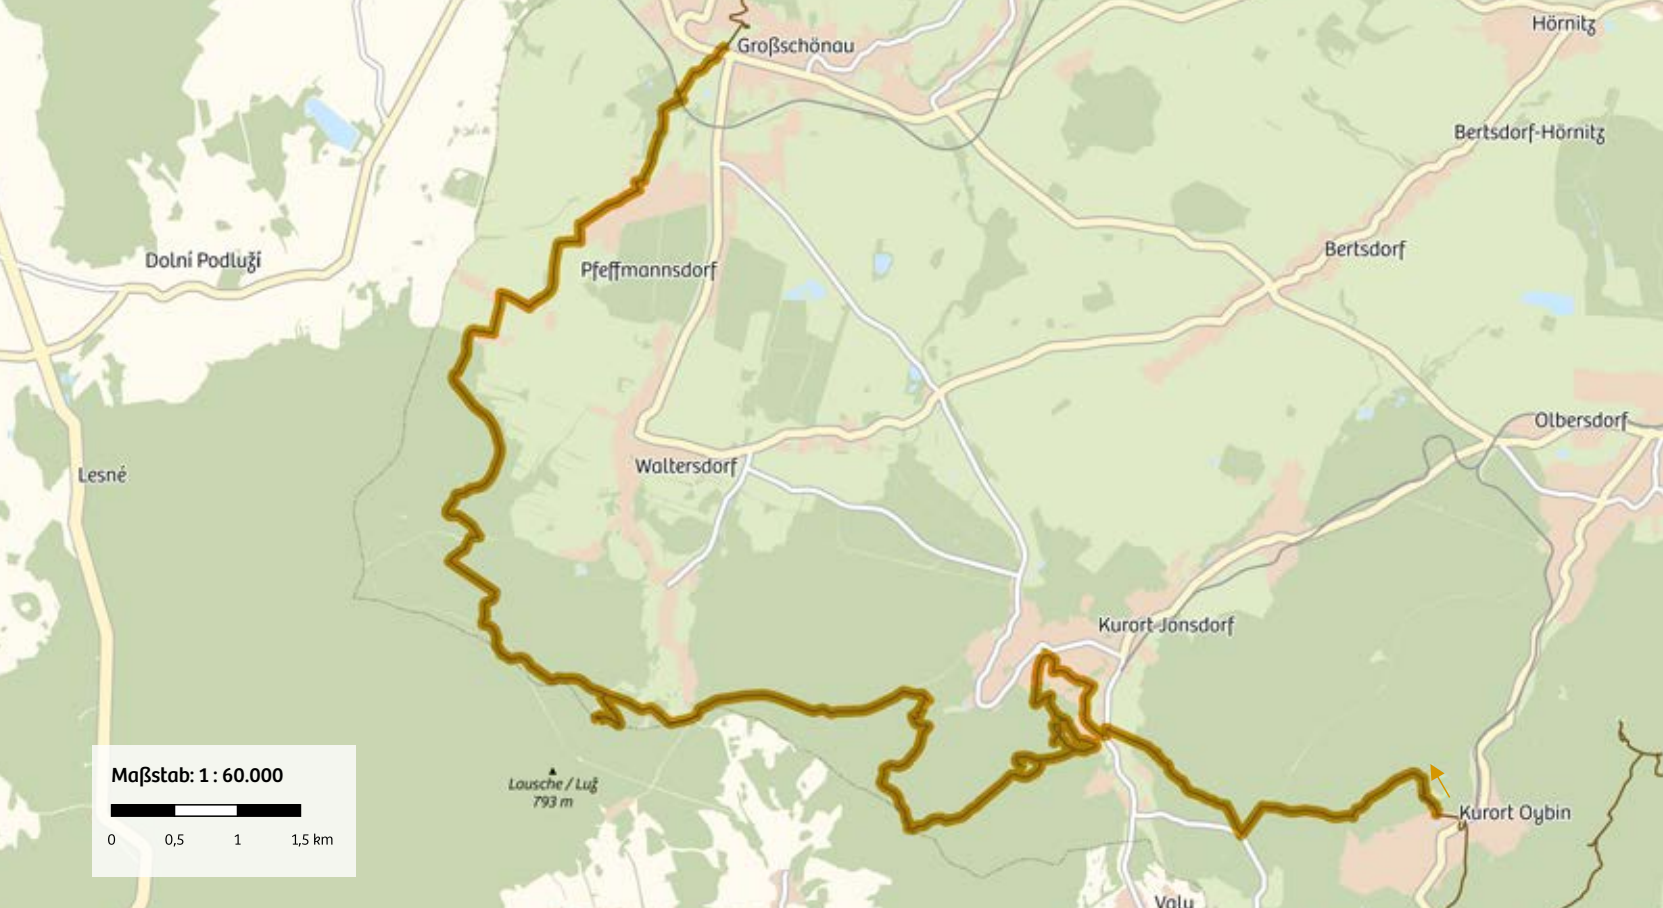 Hörnitz
Großschönau
Bertsdorf-Hörnitz
Bertsdorf
Dolní Podluží
Pfeffmannsdorf
Olbersdorf
Waltersdorf
Lesné
Kurort Jonsdorf
Maßstab: 1 : 60.000
0 0,5 1 1,5 km
Lausche / Luž
793 m
Kurort Oybin
Valy